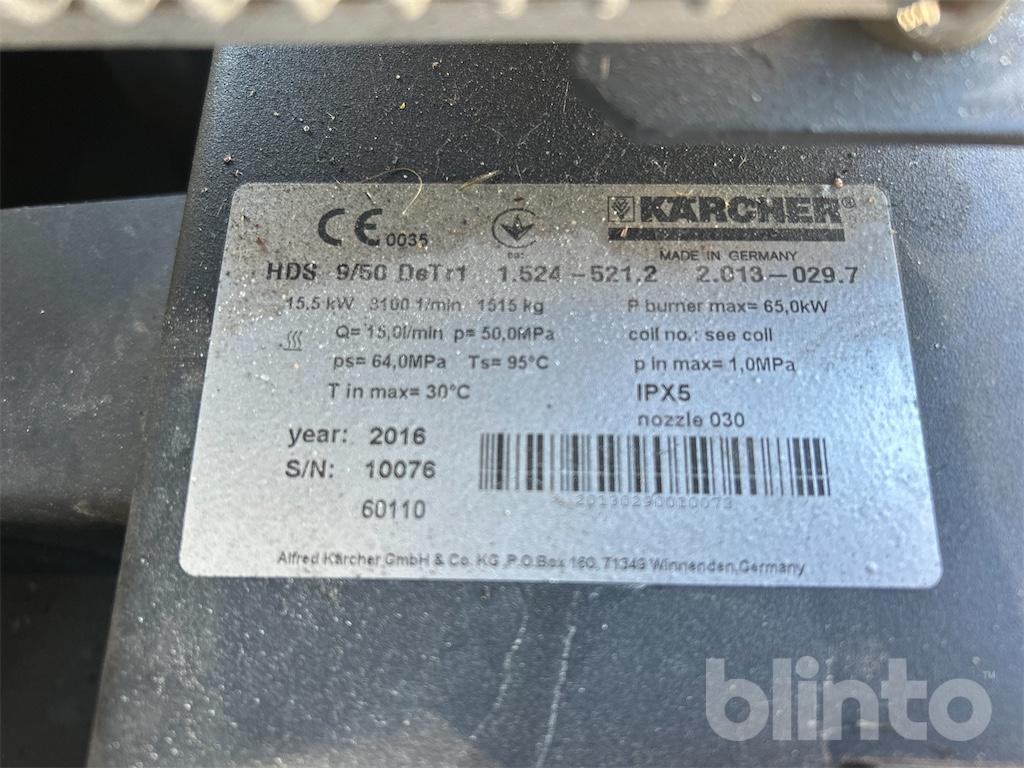 CE 0035
KÄRCHER®
MADE IN GERMANY
HDS 9/50 DeTr1 1.524-521.2 2.013-029.7
15.5 kW 3100 1/min 1515 kg P burner max= 65,0kW
Q= 15,0l/min p= 50,0MPa coil no.: see coil
ps= 64,0MPa Ts= 95°C p in max= 1,0MPa
T in max= 30°C IPX5
nozzle 030
year: 2016
S/N: 10076
60110
Alfred Kärcher GmbH & Co. KG P.O.Box 160, 71349 Winnenden,Germany
blinto™